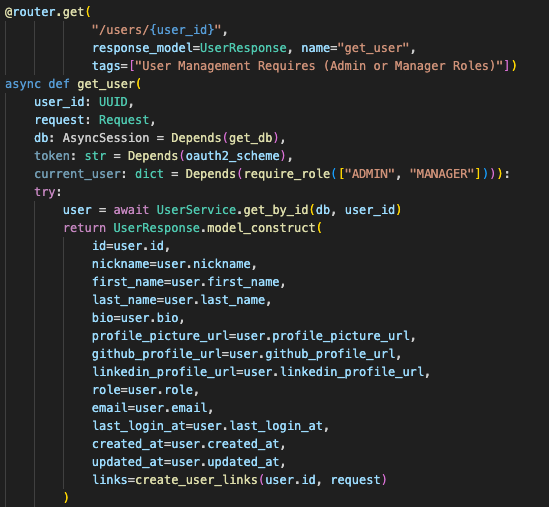 @router.get(
"/users/{user_id}",
response_model=UserResponse, name="get_user",
tags=["User Management Requires (Admin or Manager Roles)"])
async def get_user(
user_id: UUID,
request: Request,
db: AsyncSession = Depends(get_db),
token: str = Depends(oauth2_scheme),
current_user: dict = Depends(require_role(["ADMIN", "MANAGER"]))):
try:
user = await UserService.get_by_id(db, user_id)
return UserResponse.model_construct(
id=user.id,
nickname=user.nickname,
first_name=user.first_name,
last_name=user.last_name,
bio=user.bio,
profile_picture_url=user.profile_picture_url,
github_profile_url=user.github_profile_url,
linkedin_profile_url=user.linkedin_profile_url,
role=user.role,
email=user.email,
last_login_at=user.last_login_at,
created_at=user.created_at,
updated_at=user.updated_at,
links=create_user_links(user.id, request)
)